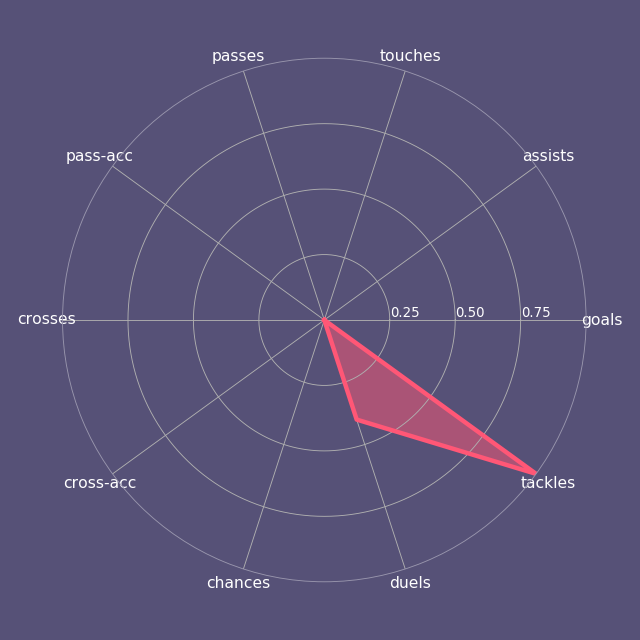 passes
touches
pass-acc
assists
0.25
0.50
0.75
crosses
goals
cross-acc
tackles
chances
duels